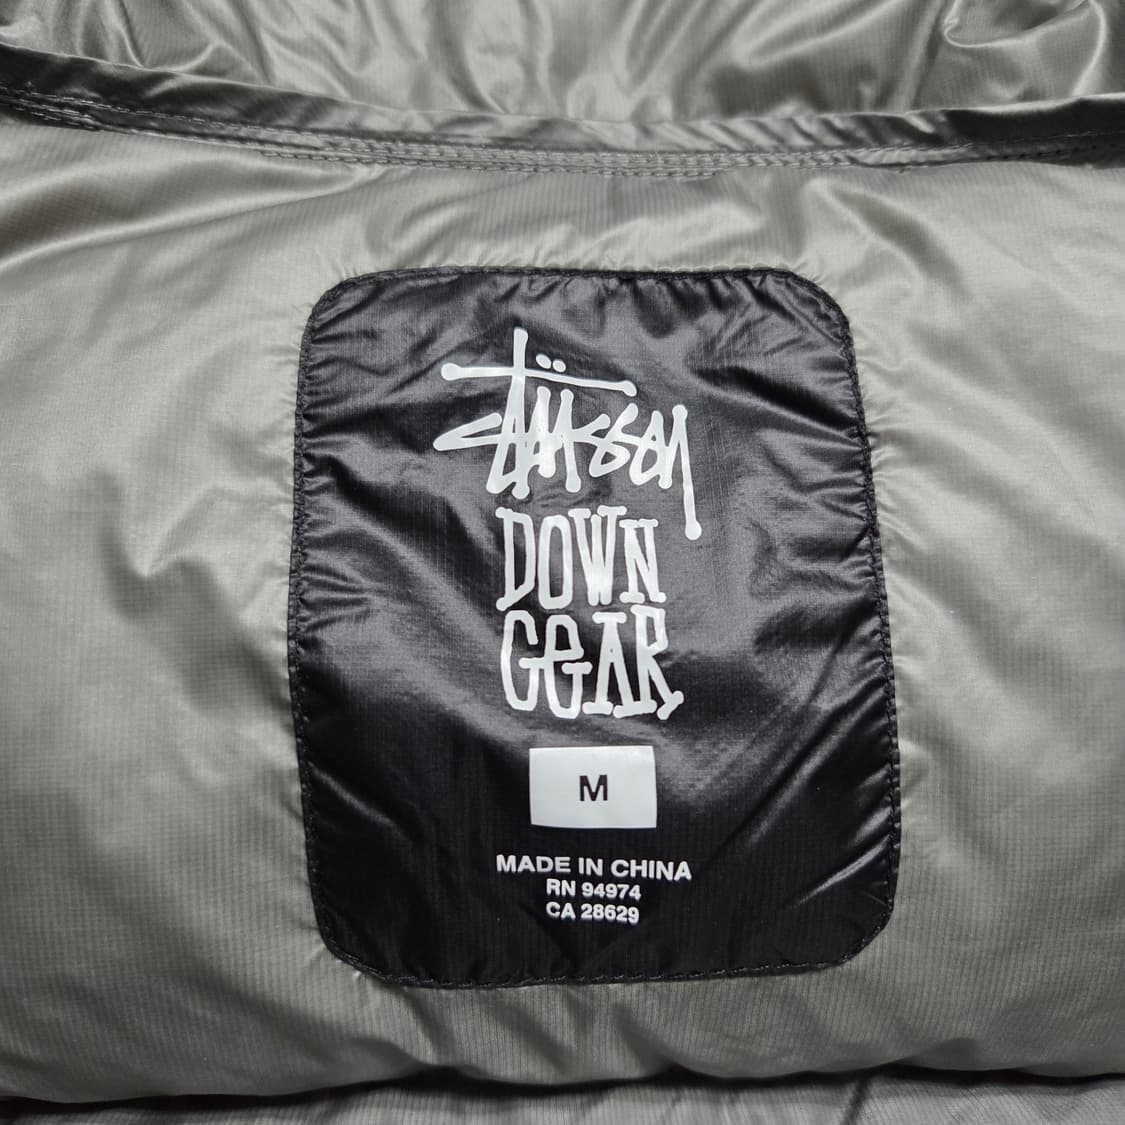 Stüssy
DOWN
GeAR
M
MADE IN CHINA
RN 94974
CA 28629